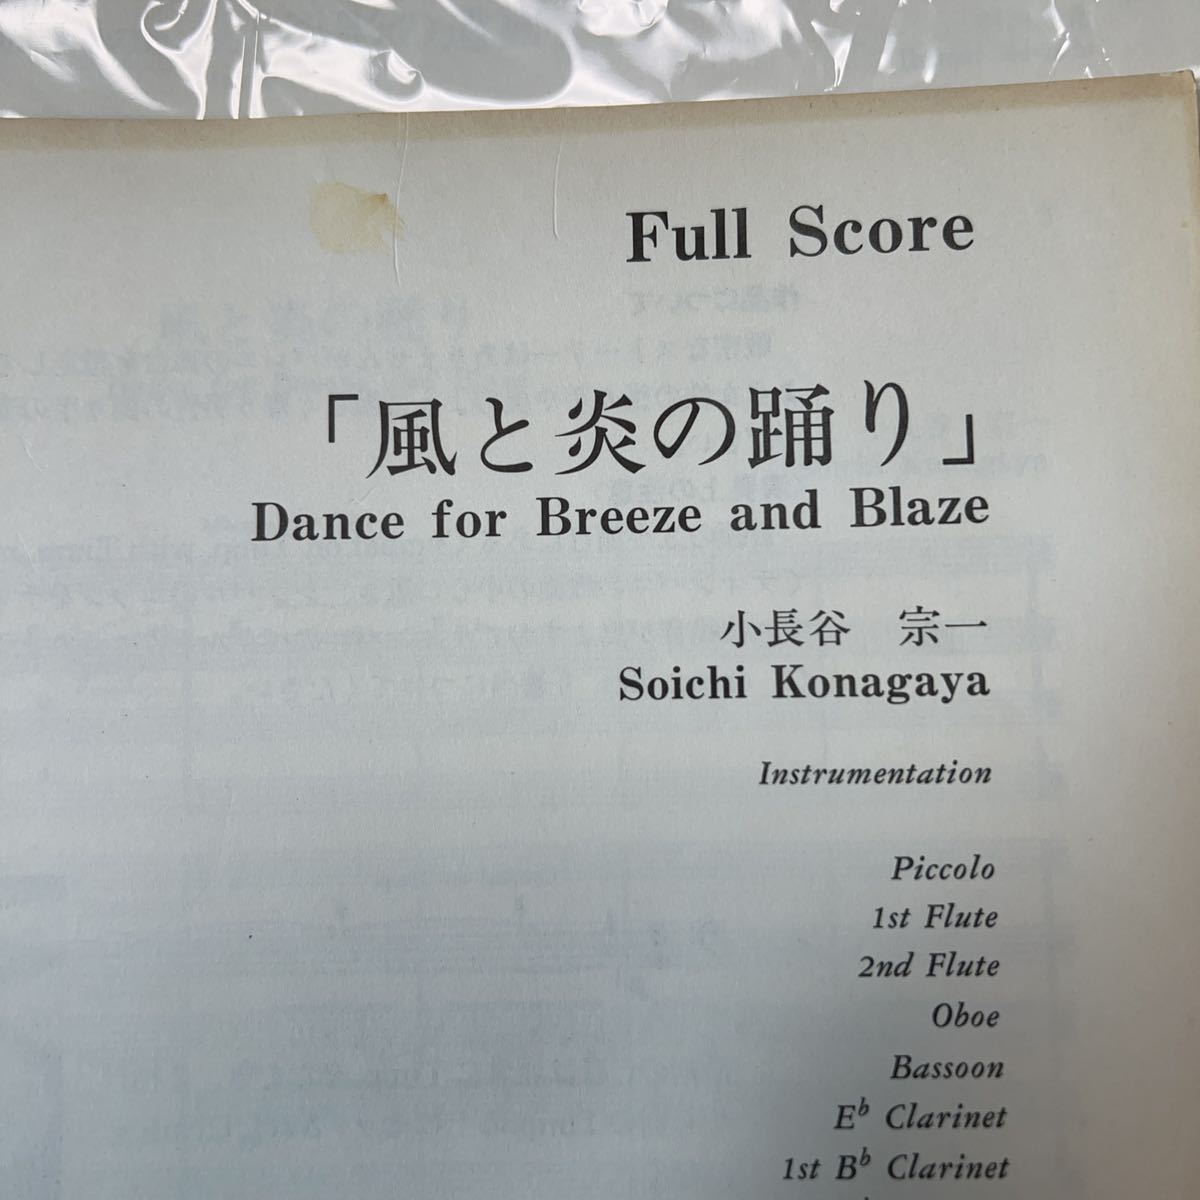 Full Score
「風と炎の踊り」
Dance for Breeze and Blaze
小長谷　宗一
Soichi Konagaya
Instrumentation
Piccolo
1st Flute
2nd Flute
Oboe
Bassoon
E♭ Clarinet
1st B♭ Clarinet